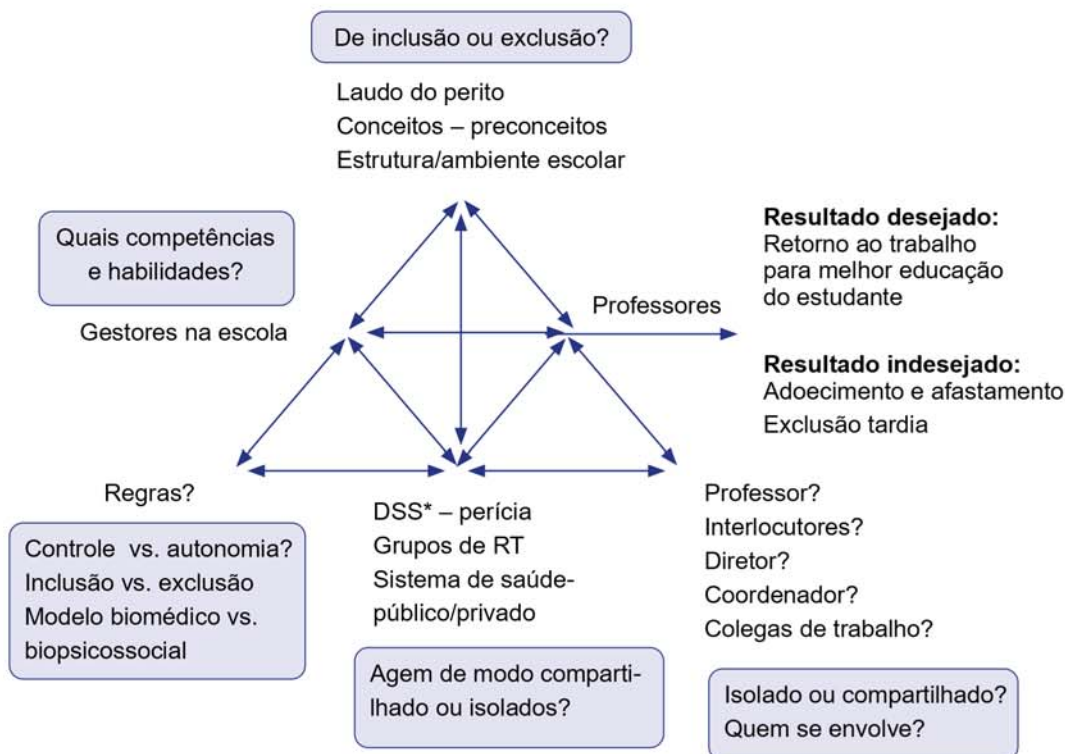 De inclusão ou exclusão?
Laudo do perito
Conceitos – preconceitos
Estrutura/ambiente escolar
Quais competências
e habilidades?
Gestores na escola
Professores
Resultado desejado:
Retorno ao trabalho
para melhor educação
do estudante
Resultado indesejado:
Adoecimento e afastamento
Exclusão tardia
Regras?
Controle vs. autonomia?
Inclusão vs. exclusão
Modelo biomédico vs.
biopsicossocial
DSS* – perícia
Grupos de RT
Sistema de saúde-
público/privado
Agem de modo comparti-
lhado ou isolados?
Professor?
Interlocutores?
Diretor?
Coordenador?
Colegas de trabalho?
Isolado ou compartilhado?
Quem se envolve?